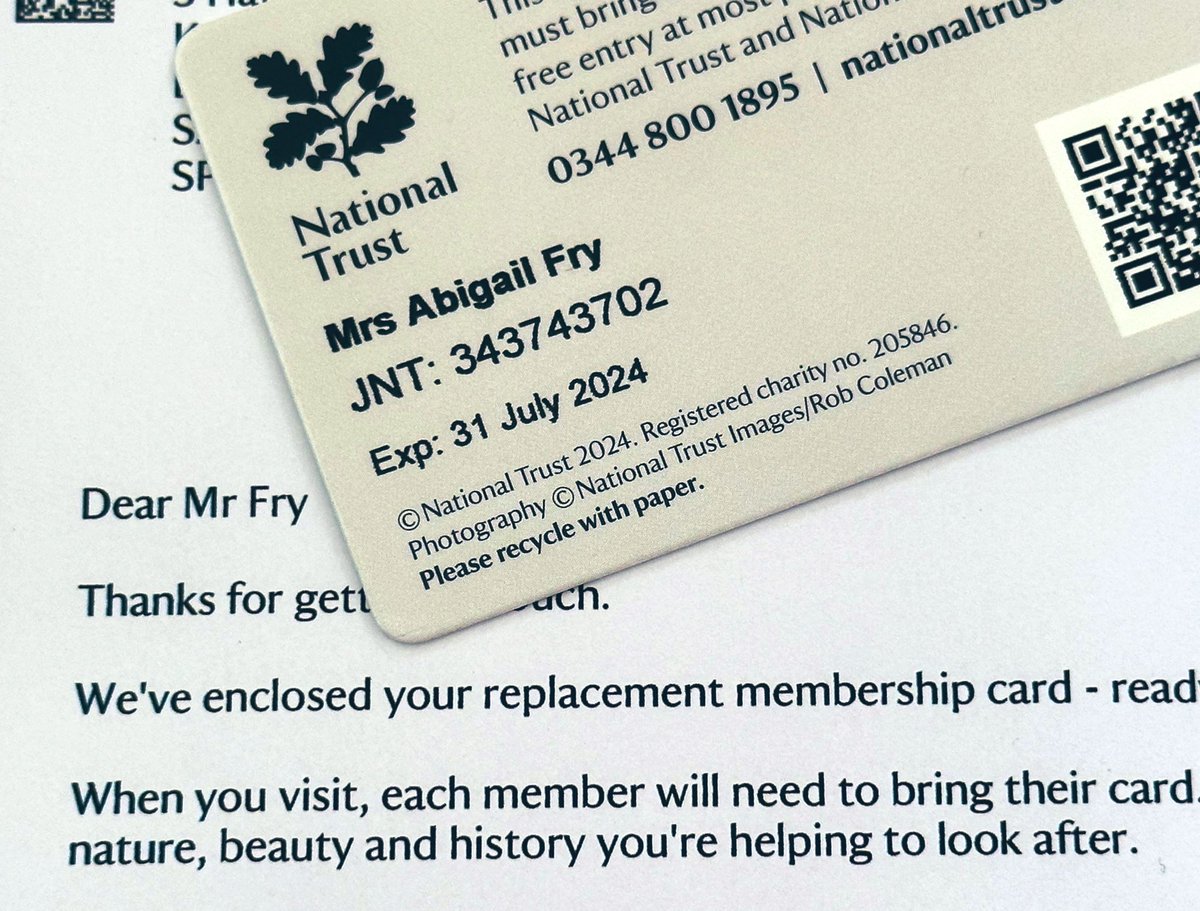 must bring
free entry at most
National Trust and
0344 800 1895 |
National
Trust
Mrs Abigail Fry
JNT: 343743702
Exp: 31 July 2024
© National Trust 2024. Registered charity no. 205846.
Photography © National Trust Images/Rob Coleman
Please recycle with paper.
Dear Mr Fry
Thanks for
We've enclosed your replacement membership card -
When you visit, each member will need to bring their card.
nature, beauty and history you're helping to look after.